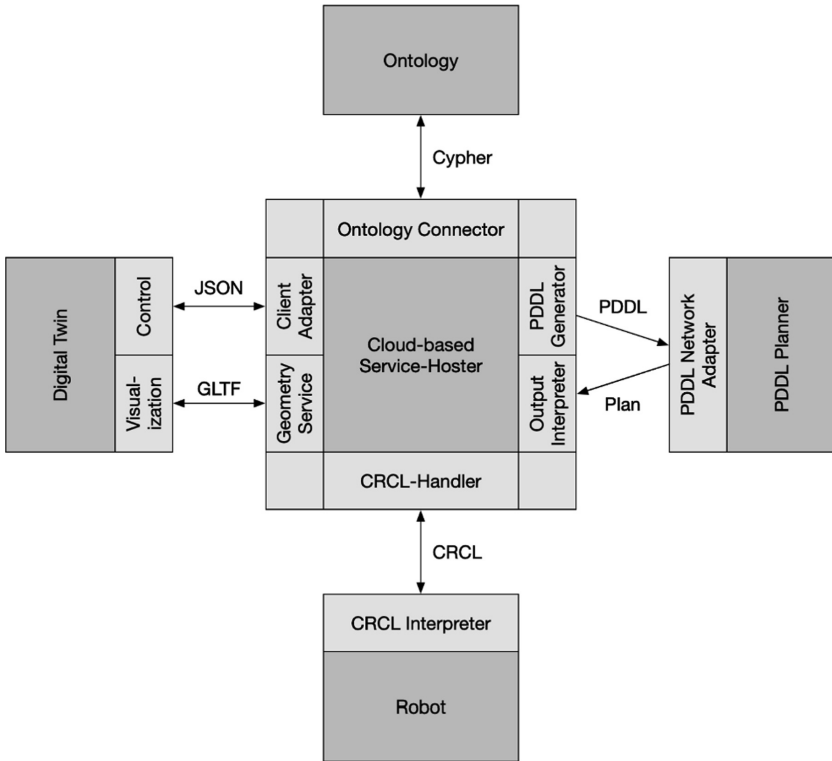 Ontology
Cypher
Ontology Connector
Digital Twin
Control
Visual-
ization
JSON
GLTF
Client
Adapter
Geometry
Service
Cloud-based
Service-Hoster
PDDL
Generator
Output
Interpreter
PDDL
Plan
PDDL Network
Adapter
PDDL Planner
CRCL-Handler
CRCL
CRCL Interpreter
Robot